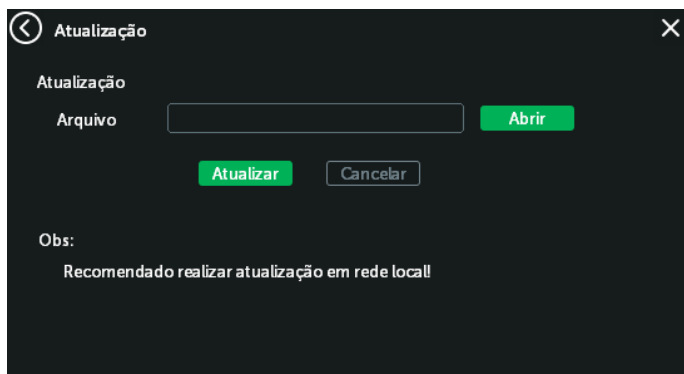 Atualização
Atualização
Arquivo Abrir
Atualizar Cancelar
Obs:
Recomendado realizar atualização em rede local!